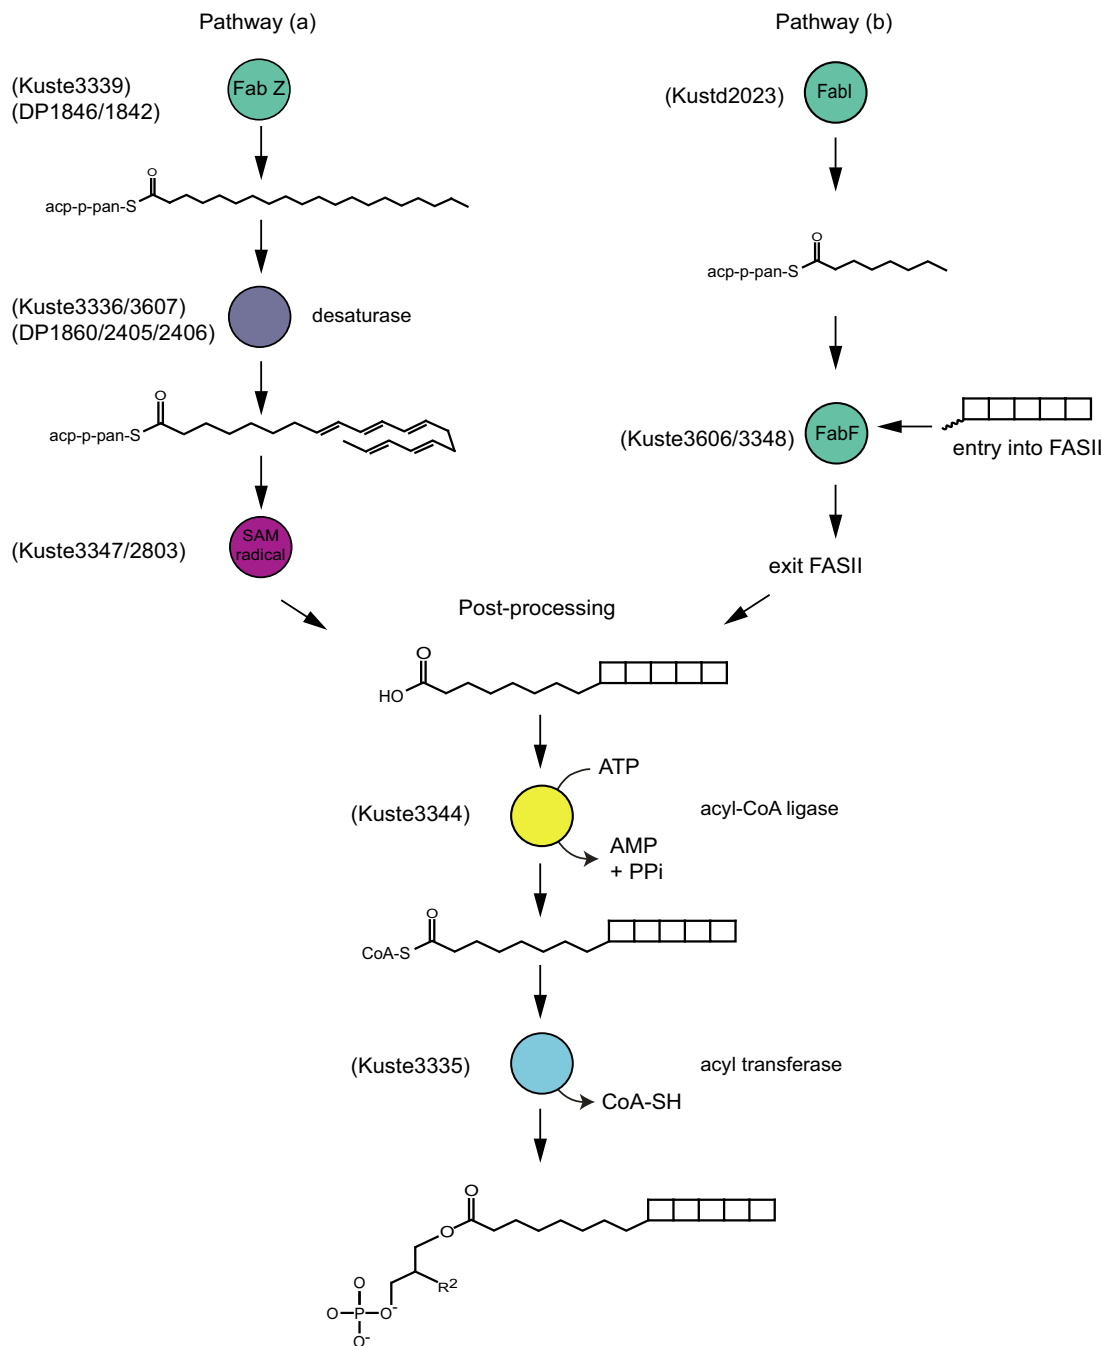 Pathway (a)
Pathway (b)
(Kuste3339)
(DP1846/1842)
Fab Z
(Kustd2023)
FabI
O
acp-p-pan-S
O
acp-p-pan-S
(Kuste3336/3607)
(DP1860/2405/2406)
desaturase
O
acp-p-pan-S
(Kuste3606/3348)
FabF
entry into FASII
(Kuste3347/2803)
SAM
radical
exit FASII
Post-processing
O
HO
ATP
(Kuste3344)
acyl-CoA ligase
AMP
+ PPi
O
CoA-S
(Kuste3335)
acyl transferase
CoA-SH
O
O
R²
O
O-P-O⁻
O⁻